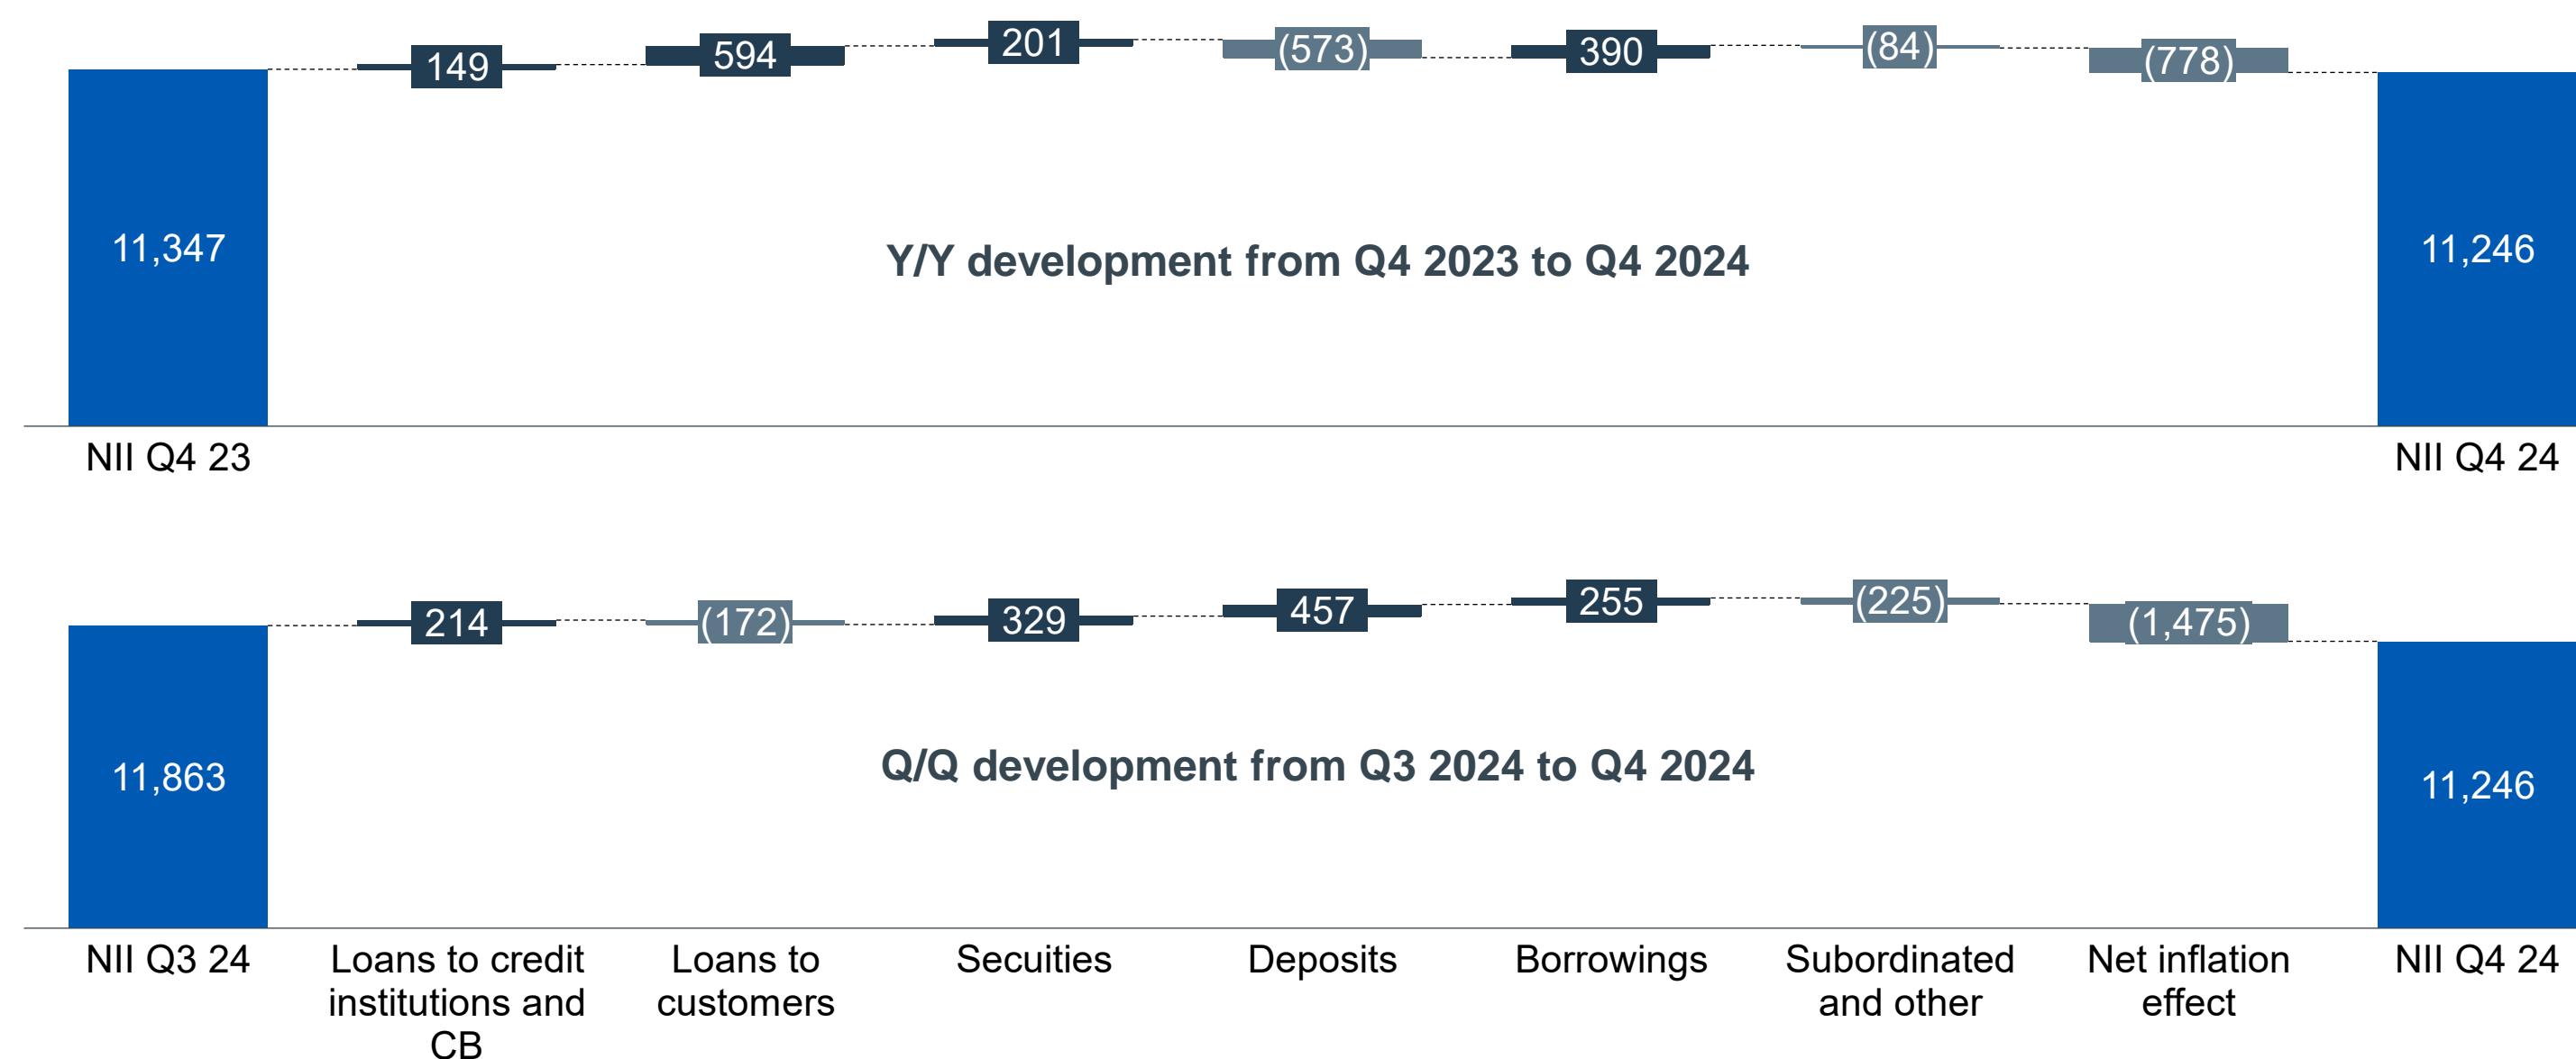 149
594
201
(573)
390
(84)
(778)
11,347
Y/Y development from Q4 2023 to Q4 2024
11,246
NII Q4 23
NII Q4 24
214
(172)
329
457
255
(225)
(1,475)
11,863
Q/Q development from Q3 2024 to Q4 2024
11,246
NII Q3 24
Loans to credit
institutions and
CB
Loans to
customers
Secuities
Deposits
Borrowings
Subordinated
and other
Net inflation
effect
NII Q4 24